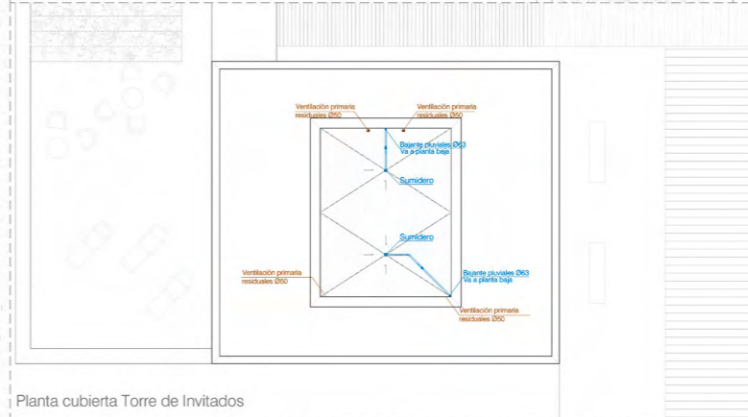 Ventilación primaria
residuales Ø50
Ventilación primaria
residuales Ø50
Bajante pluviales Ø63
Va a planta baja
Sumidero
Sumidero
Ventilación primaria
residuales Ø50
Bajante pluviales Ø63
Va a planta baja
Ventilación primaria
residuales Ø50
Planta cubierta Torre de Invitados